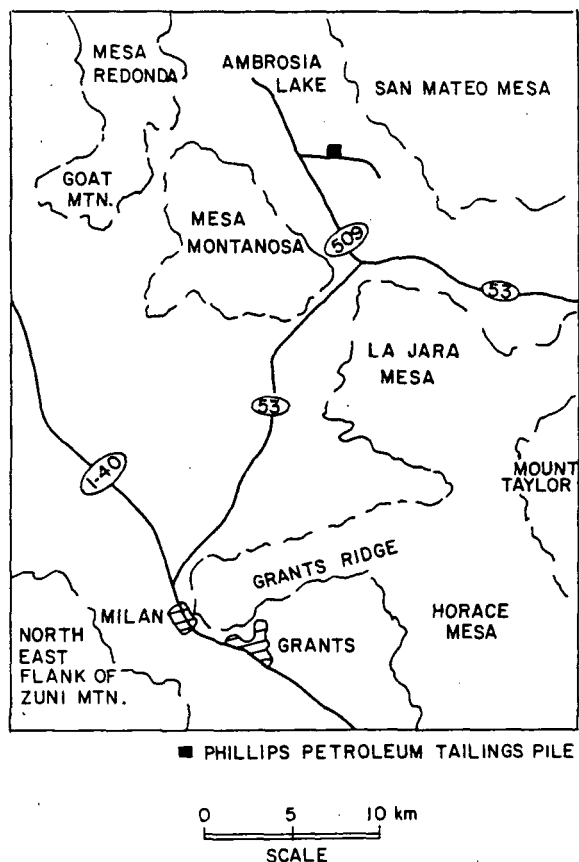 MESA
REDONDA
AMBROSIA
LAKE
SAN MATEO MESA
GOAT
MTN.
MESA
MONTANOSA
509
53
LA JARA
MESA
53
I-40
MOUNT
TAYLOR
GRANTS RIDGE
MILAN
GRANTS
HORACE
MESA
NORTH
EAST
FLANK OF
ZUNI MTN.
PHILLIPS PETROLEUM TAILINGS PILE
0 5 10 km
SCALE